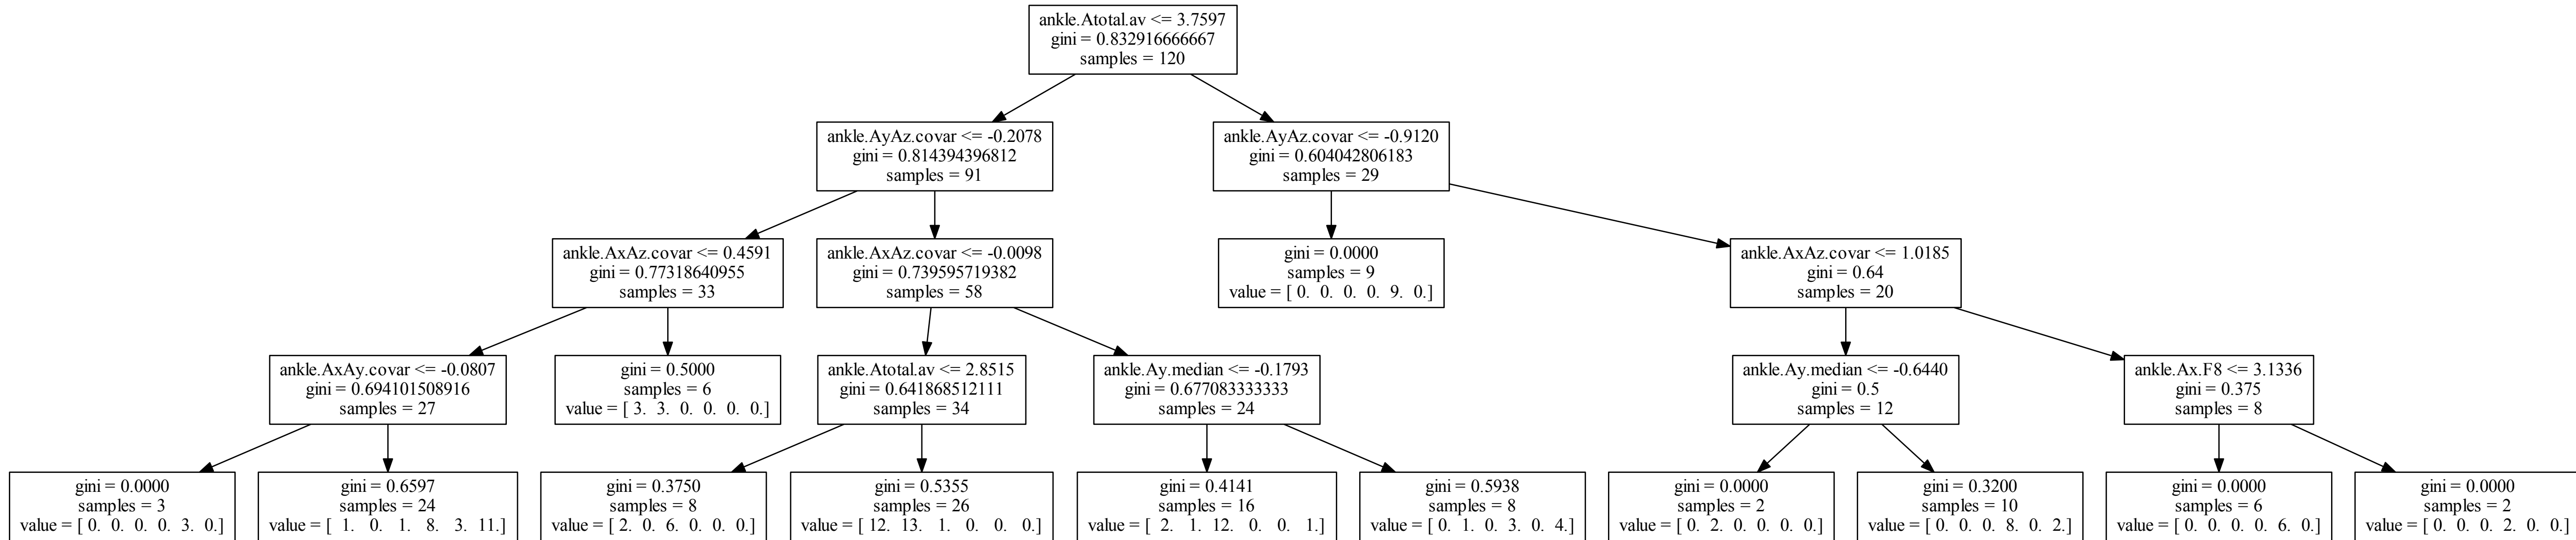 ankle.Atotal.av <= 3.7597
gini = 0.832916666667
samples = 120
ankle.AyAz.covar <= -0.2078
gini = 0.814394396812
samples = 91
ankle.AyAz.covar <= -0.9120
gini = 0.604042806183
samples = 29
ankle.AxAz.covar <= 0.4591
gini = 0.77318640955
samples = 33
ankle.AxAz.covar <= -0.0098
gini = 0.739595719382
samples = 58
gini = 0.0000
samples = 9
value = [ 0. 0. 0. 0. 9. 0.]
ankle.AxAz.covar <= 1.0185
gini = 0.64
samples = 20
ankle.AxAy.covar <= -0.0807
gini = 0.694101508916
samples = 27
gini = 0.5000
samples = 6
value = [ 3. 3. 0. 0. 0. 0.]
ankle.Atotal.av <= 2.8515
gini = 0.641868512111
samples = 34
ankle.Ay.median <= -0.1793
gini = 0.677083333333
samples = 24
ankle.Ay.median <= -0.6440
gini = 0.5
samples = 12
ankle.Ax.F8 <= 3.1336
gini = 0.375
samples = 8
gini = 0.0000
samples = 3
value = [ 0. 0. 0. 0. 3. 0.]
gini = 0.6597
samples = 24
value = [ 1. 0. 1. 8. 3. 11.]
gini = 0.3750
samples = 8
value = [ 2. 0. 6. 0. 0. 0.]
gini = 0.5355
samples = 26
value = [ 12. 13. 1. 0. 0. 0.]
gini = 0.4141
samples = 16
value = [ 2. 1. 12. 0. 0. 1.]
gini = 0.5938
samples = 8
value = [ 0. 1. 0. 3. 0. 4.]
gini = 0.0000
samples = 2
value = [ 0. 2. 0. 0. 0. 0.]
gini = 0.3200
samples = 10
value = [ 0. 0. 0. 8. 0. 2.]
gini = 0.0000
samples = 6
value = [ 0. 0. 0. 0. 6. 0.]
gini = 0.0000
samples = 2
value = [ 0. 0. 0. 2. 0. 0.]